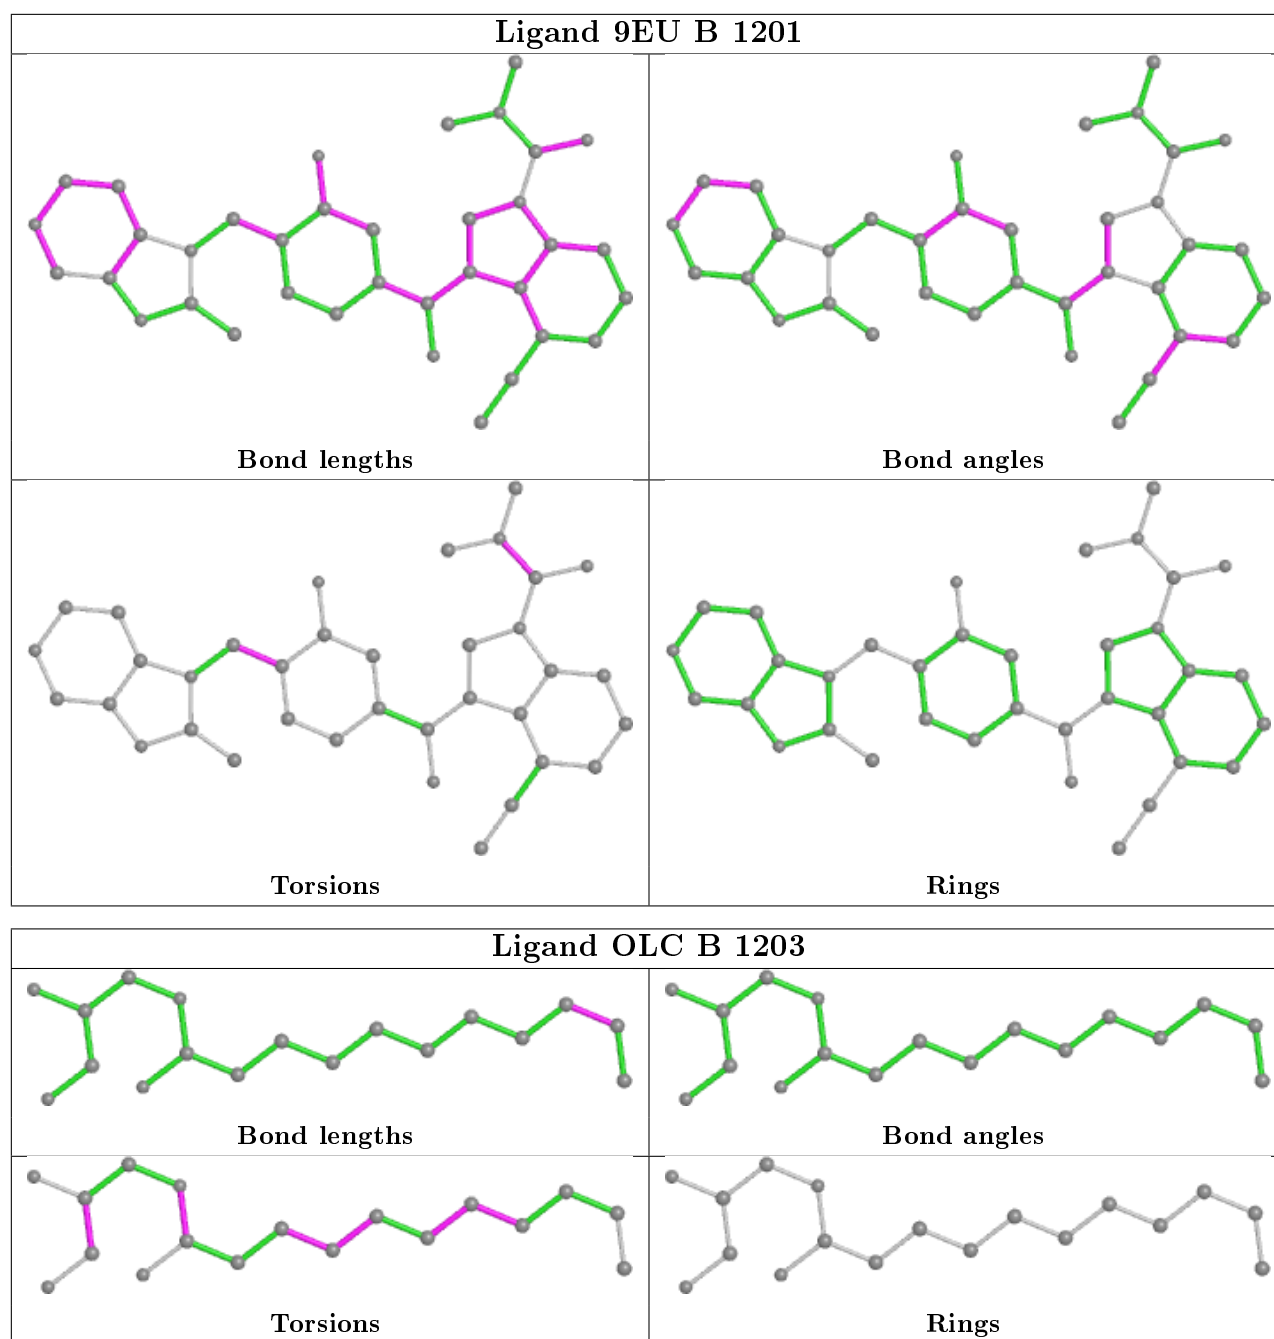 Ligand 9EU B 1201
Bond lengths
Bond angles
Torsions
Rings
Ligand OLC B 1203
Bond lengths
Bond angles
Torsions
Rings